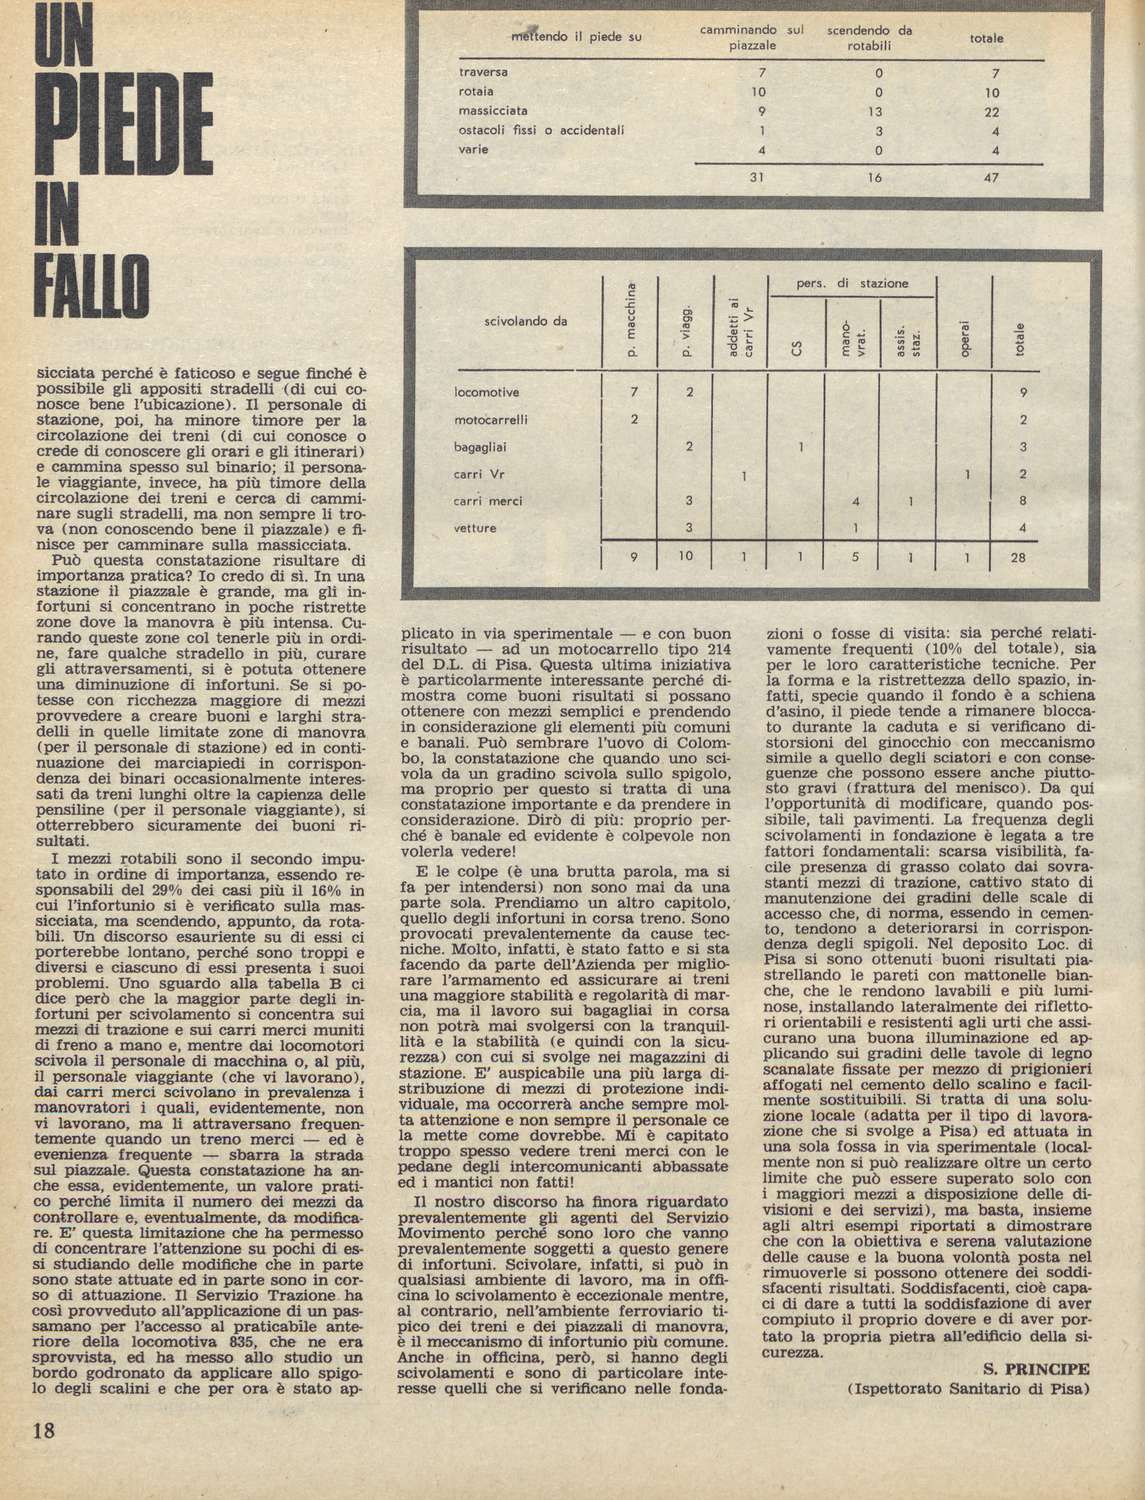 UN
PIEDE
IN
FALLO
mettendo il piede su camminando sul piazzale scendendo da rotabili totale
traversa 7 0 7
rotaia 10 0 10
massicciata 9 13 22
ostacoli fissi o accidentali 1 3 4
varie 4 0 4
31 16 47
scivolando da p. macchina p. viagg. addetti ai carri Vr pers. di stazione CS mano-vrat. assis. staz. operai totale
locomotive 7 2 9
motocarrelli 2 2
bagagliai 2 1 3
carri Vr 1 1 2
carri merci 3 4 1 8
vetture 3 1 4
9 10 1 1 5 1 1 28
sicciata perché è faticoso e segue finché è
possibile gli appositi stradelli (di cui co-
nosce bene l'ubicazione). Il personale di
stazione, poi, ha minore timore per la
circolazione dei treni (di cui conosce o
crede di conoscere gli orari e gli itinerari)
e cammina spesso sul binario; il persona-
le viaggiante, invece, ha più timore della
circolazione dei treni e cerca di cammi-
nare sugli stradelli, ma non sempre li tro-
va (non conoscendo bene il piazzale) e fi-
nisce per camminare sulla massicciata.
Può questa constatazione risultare di
importanza pratica? Io credo di sì. In una
stazione il piazzale è grande, ma gli in-
fortuni si concentrano in poche ristrette
zone dove la manovra è più intensa. Cu-
rando queste zone col tenerle più in ordi-
ne, fare qualche stradello in più, curare
gli attraversamenti, si è potuta ottenere
una diminuzione di infortuni. Se si po-
tesse con ricchezza maggiore di mezzi
provvedere a creare buoni e larghi stra-
delli in quelle limitate zone di manovra
(per il personale di stazione) ed in conti-
nuazione dei marciapiedi in corrispon-
denza dei binari occasionalmente interes-
sati da treni lunghi oltre la capienza delle
pensiline (per il personale viaggiante), si
otterrebbero sicuramente dei buoni ri-
sultati.
I mezzi rotabili sono il secondo impu-
tato in ordine di importanza, essendo re-
sponsabili del 29% dei casi più il 16% in
cui l'infortunio si è verificato sulla mas-
sicciata, ma scendendo, appunto, da rota-
bili. Un discorso esauriente su di essi ci
porterebbe lontano, perché sono troppi e
diversi e ciascuno di essi presenta i suoi
problemi. Uno sguardo alla tabella B ci
dice però che la maggior parte degli in-
fortuni per scivolamento si concentra sui
mezzi di trazione e sui carri merci muniti
di freno a mano e, mentre dai locomotori
scivola il personale di macchina o, al più,
il personale viaggiante (che vi lavorano),
dai carri merci scivolano in prevalenza i
manovratori i quali, evidentemente, non
vi lavorano, ma li attraversano frequen-
temente quando un treno merci — ed è
evenienza frequente — sbarra la strada
sul piazzale. Questa constatazione ha an-
che essa, evidentemente, un valore prati-
co perché limita il numero dei mezzi da
controllare e, eventualmente, da modifica-
re. E' questa limitazione che ha permesso
di concentrare l'attenzione su pochi di es-
si studiando delle modifiche che in parte
sono state attuate ed in parte sono in cor-
so di attuazione. Il Servizio Trazione ha
così provveduto all'applicazione di un pas-
samano per l'accesso al praticabile ante-
riore della locomotiva 835, che ne era
sprovvista, ed ha messo allo studio un
bordo godronato da applicare allo spigo-
lo degli scalini e che per ora è stato ap-
plicato in via sperimentale — e con buon
risultato — ad un motocarrello tipo 214
del D.L. di Pisa. Questa ultima iniziativa
è particolarmente interessante perché di-
mostra come buoni risultati si possano
ottenere con mezzi semplici e prendendo
in considerazione gli elementi più comuni
e banali. Può sembrare l'uovo di Colom-
bo, la constatazione che quando uno sci-
vola da un gradino scivola sullo spigolo,
ma proprio per questo si tratta di una
constatazione importante e da prendere in
considerazione. Dirò di più: proprio per-
ché è banale ed evidente è colpevole non
volerla vedere!
E le colpe (è una brutta parola, ma si
fa per intendersi) non sono mai da una
parte sola. Prendiamo un altro capitolo,
quello degli infortuni in corsa treno. Sono
provocati prevalentemente da cause tec-
niche. Molto, infatti, è stato fatto e si sta
facendo da parte dell'Azienda per miglio-
rare l'armamento ed assicurare ai treni
una maggiore stabilità e regolarità di mar-
cia, ma il lavoro sui bagagliai in corsa
non potrà mai svolgersi con la tranquil-
lità e la stabilità (e quindi con la sicu-
rezza) con cui si svolge nei magazzini di
stazione. E' auspicabile una più larga di-
stribuzione di mezzi di protezione indi-
viduale, ma occorrerà anche sempre mol-
ta attenzione e non sempre il personale ce
la mette come dovrebbe. Mi è capitato
troppo spesso vedere treni merci con le
pedane degli intercomunicanti abbassate
ed i mantici non fatti!
Il nostro discorso ha finora riguardato
prevalentemente gli agenti del Servizio
Movimento perché sono loro che vanno
prevalentemente soggetti a questo genere
di infortuni. Scivolare, infatti, si può in
qualsiasi ambiente di lavoro, ma in offi-
cina lo scivolamento è eccezionale mentre,
al contrario, nell'ambiente ferroviario ti-
pico dei treni e dei piazzali di manovra,
è il meccanismo di infortunio più comune.
Anche in officina, però, si hanno degli
scivolamenti e sono di particolare inte-
resse quelli che si verificano nelle fonda-
zioni o fosse di visita: sia perché relati-
vamente frequenti (10% del totale), sia
per le loro caratteristiche tecniche. Per
la forma e la ristrettezza dello spazio, in-
fatti, specie quando il fondo è a schiena
d'asino, il piede tende a rimanere blocca-
to durante la caduta e si verificano di-
storsioni del ginocchio con meccanismo
simile a quello degli sciatori e con conse-
guenze che possono essere anche piutto-
sto gravi (frattura del menisco). Da qui
l'opportunità di modificare, quando pos-
sibile, tali pavimenti. La frequenza degli
scivolamenti in fondazione è legata a tre
fattori fondamentali: scarsa visibilità, fa-
cile presenza di grasso colato dai sovra-
stanti mezzi di trazione, cattivo stato di
manutenzione dei gradini delle scale di
accesso che, di norma, essendo in cemen-
to, tendono a deteriorarsi in corrispon-
denza degli spigoli. Nel deposito Loc. di
Pisa si sono ottenuti buoni risultati pia-
strellando le pareti con mattonelle bian-
che, che le rendono lavabili e più lumi-
nose, installando lateralmente dei rifletto-
ri orientabili e resistenti agli urti che assi-
curano una buona illuminazione ed ap-
plicando sui gradini delle tavole di legno
scanalate fissate per mezzo di prigionieri
affogati nel cemento dello scalino e facil-
mente sostituibili. Si tratta di una solu-
zione locale (adatta per il tipo di lavora-
zione che si svolge a Pisa) ed attuata in
una sola fossa in via sperimentale (local-
mente non si può realizzare oltre un certo
limite che può essere superato solo con
i maggiori mezzi a disposizione delle di-
visioni e dei servizi), ma basta, insieme
agli altri esempi riportati a dimostrare
che con la obiettiva e serena valutazione
delle cause e la buona volontà posta nel
rimuoverle si possono ottenere dei soddi-
sfacenti risultati. Soddisfacenti, cioè capa-
ci di dare a tutti la soddisfazione di aver
compiuto il proprio dovere e di aver por-
tato la propria pietra all'edificio della si-
curezza.
S. PRINCIPE
(Ispettorato Sanitario di Pisa)
18